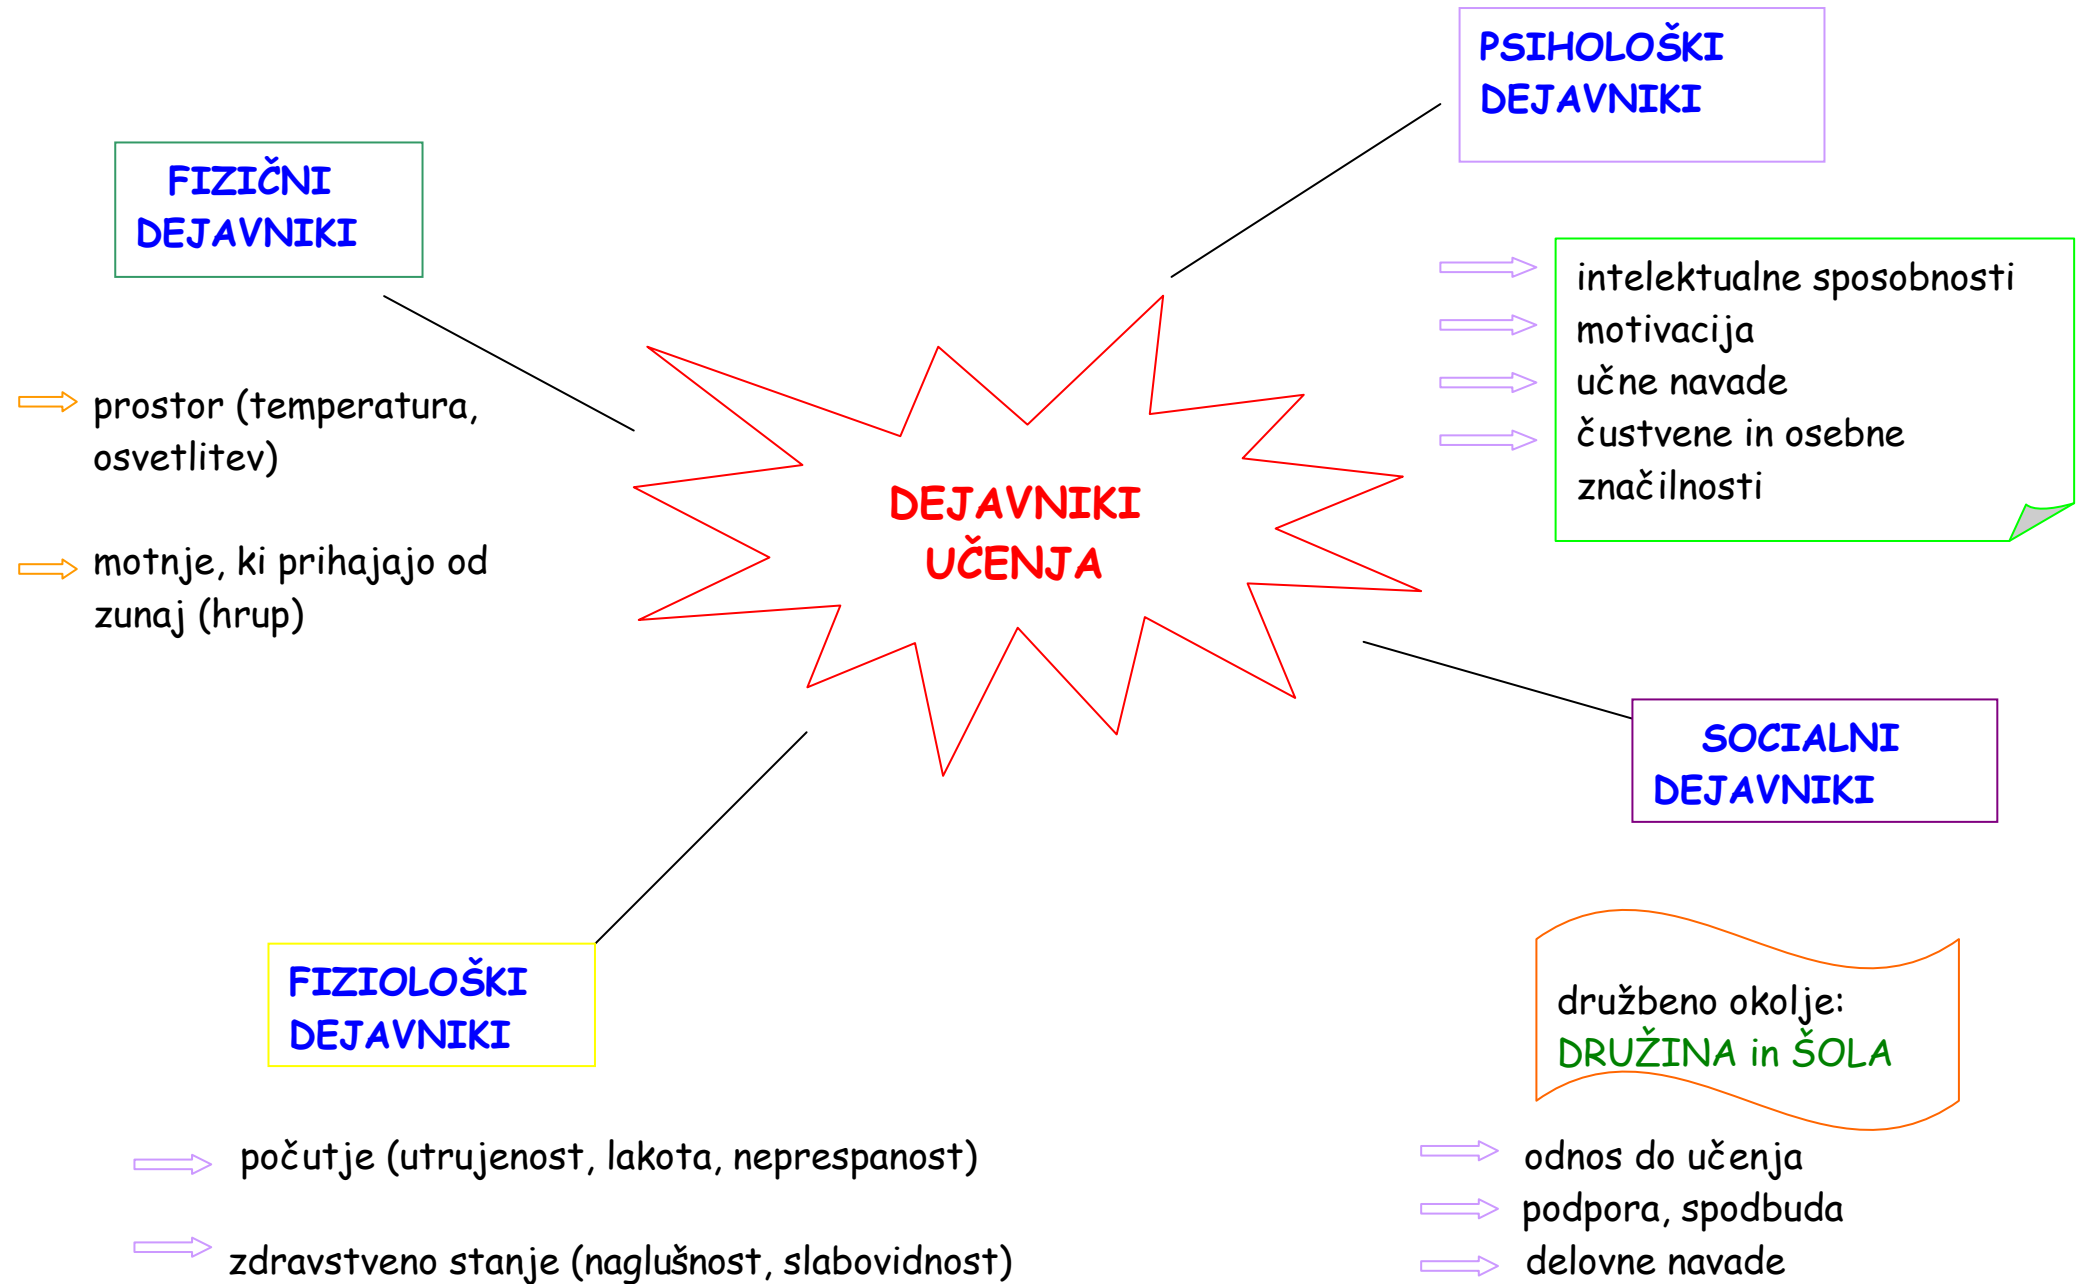 PSIHOLOŠKI
DEJAVNIKI
FIZIČNI
DEJAVNIKI
intelektualne sposobnosti
motivacija
učne navade
čustvene in osebne
značilnosti
prostor (temperatura,
osvetlitev)
motnje, ki prihajajo od
zunaj (hrup)
DEJAVNIKI
UČENJA
SOCIALNI
DEJAVNIKI
FIZIOLOŠKI
DEJAVNIKI
družbeno okolje:
DRUŽINA in ŠOLA
počutje (utrujenost, lakota, neprespanost)
zdravstveno stanje (naglušnost, slabovidnost)
odnos do učenja
podpora, spodbuda
delovne navade